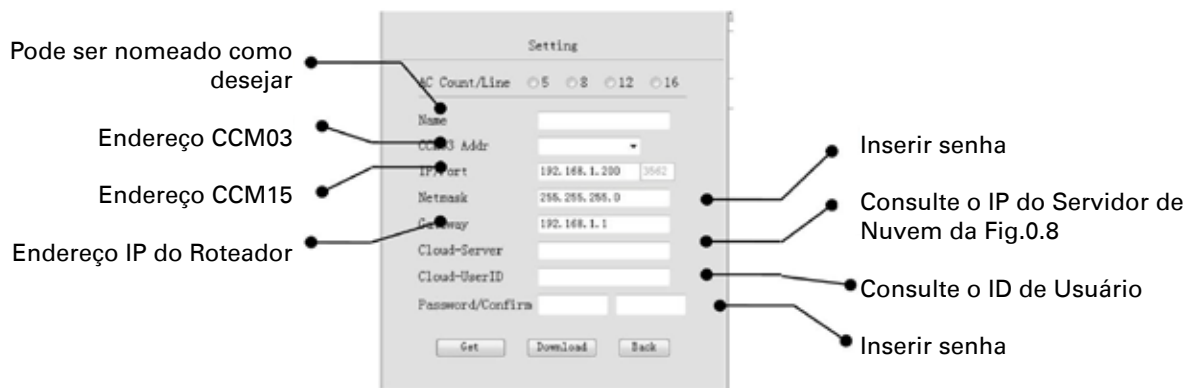 Pode ser nomeado como
desejar
Endereço CCM03
Endereço CCM15
Endereço IP do Roteador
Setting
AC Count/Line 5 8 12 16
Name
CCM03 Addr
IP/Port 192.168.1.200 3562
Netmask 255.255.255.0
Gateway 192.168.1.1
Cloud-Server
Cloud-UserID
Password/Confirm
Get Download Back
Inserir senha
Consulte o IP do Servidor de
Nuvem da Fig.0.8
Consulte o ID de Usuário
Inserir senha